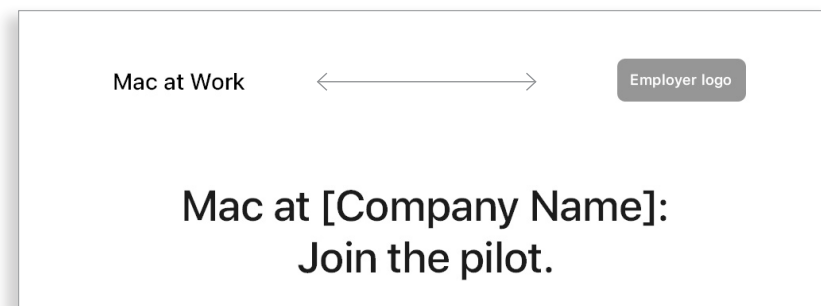 Mac at Work
Employer logo
Mac at [Company Name]:
Join the pilot.